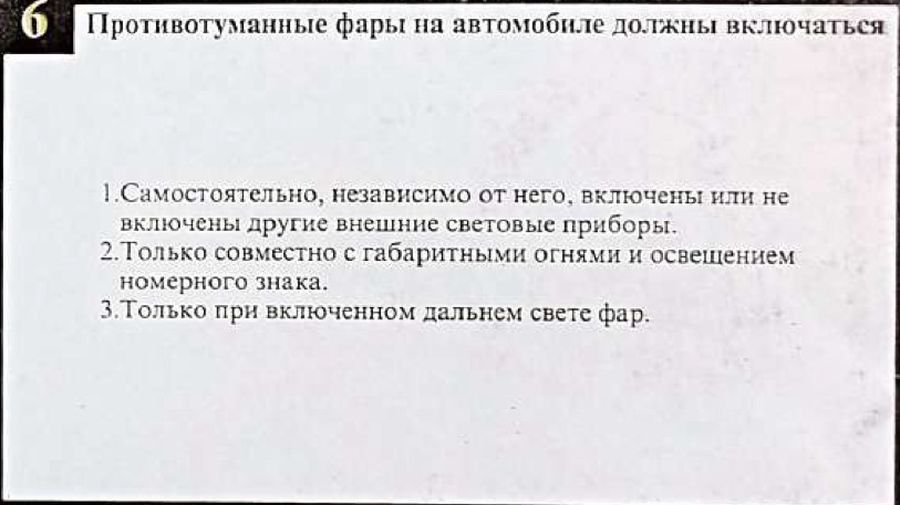 6 Противотуманные фары на автомобиле должны включаться
1.Самостоятельно, независимо от него, включены или не
включены другие внешние световые приборы.
2.Только совместно с габаритными огнями и освещением
номерного знака.
3.Только при включенном дальнем свете фар.